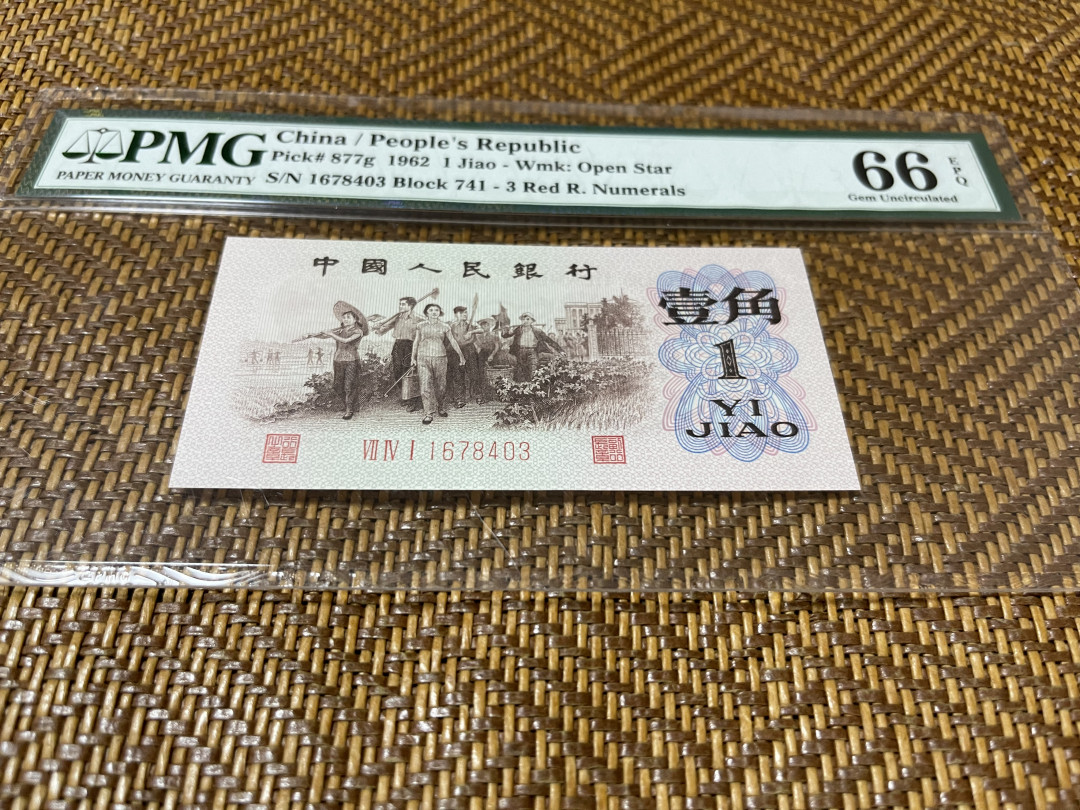 PMG
PAPER MONEY GUARANTY
China / People's Republic
Pick# 877g 1962 1 Jiao - Wmk: Open Star
S/N 1678403 Block 741 - 3 Red R. Numerals
66
EPQ
Gem Uncirculated
中國人民銀行
壹角
1
YI
JIAO
VII IV I 1678403